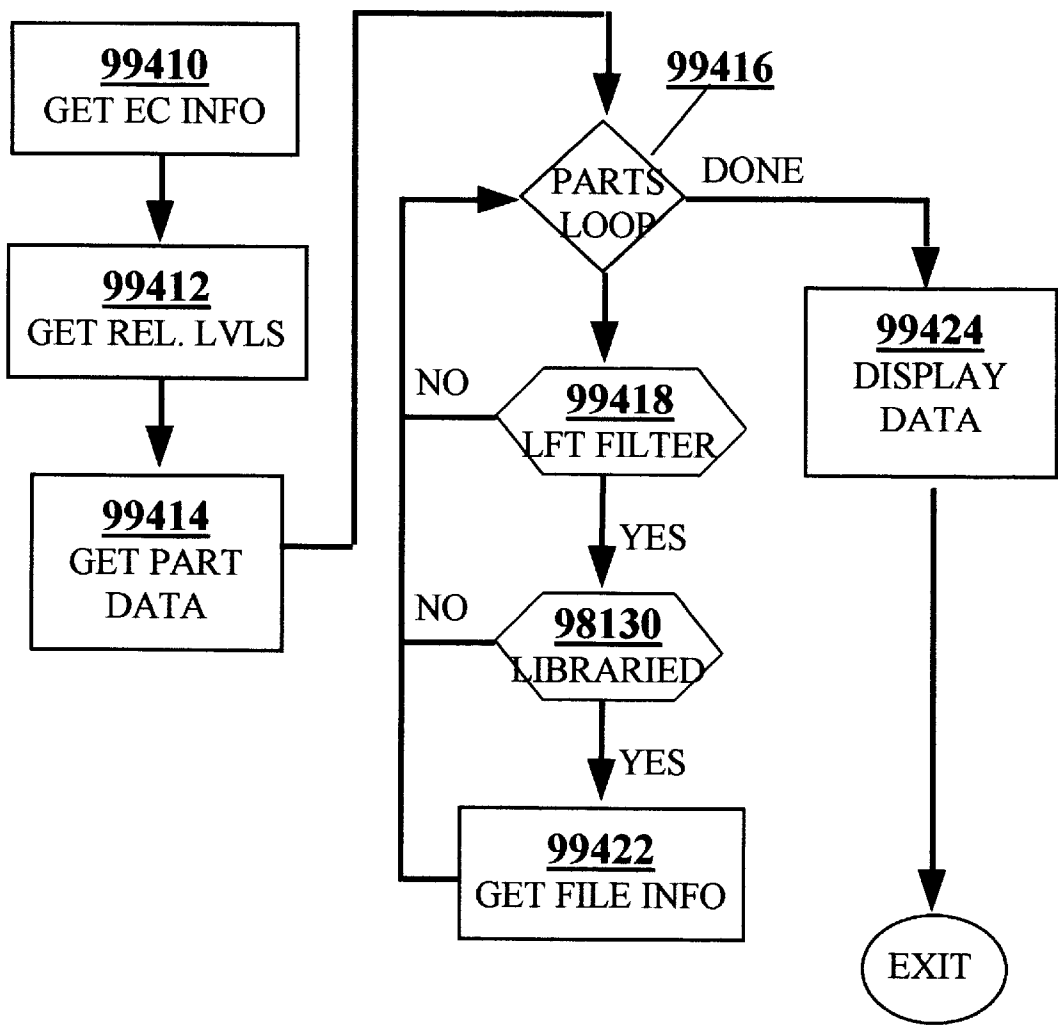 99410
GET EC INFO
99412
GET REL. LVLS
99414
GET PART
DATA
99416
PARTS
LOOP
DONE
NO
99418
LFT FILTER
YES
NO
98130
LIBRARIED
YES
99422
GET FILE INFO
99424
DISPLAY
DATA
EXIT